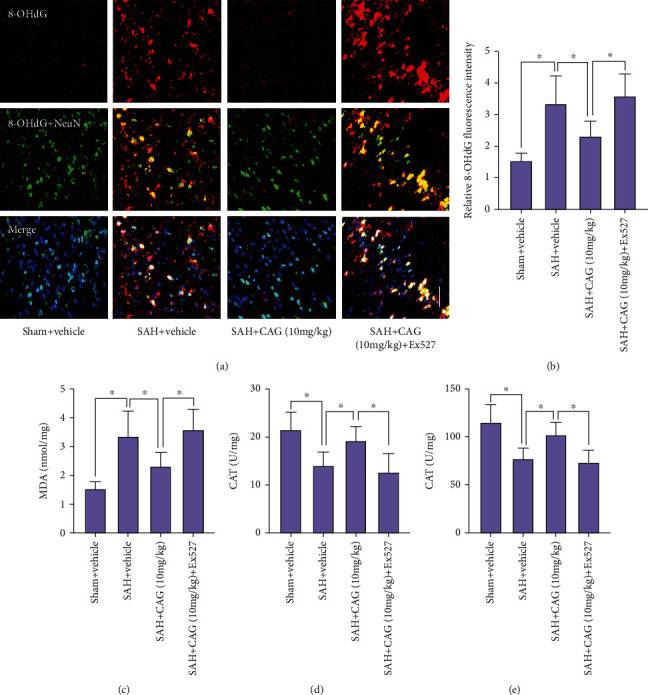 8-OHdG
8-OHdG+NeuN
Merge
Sham+vehicle
SAH+vehicle
SAH+CAG (10mg/kg)
SAH+CAG
(10mg/kg)+Ex527
(a)
Relative 8-OHdG fluorescence intensity
5
4
3
2
1
0
* * *
Sham+vehicle
SAH+vehicle
SAH+CAG (10mg/kg)
SAH+CAG (10mg/kg)+Ex527
(b)
MDA (nmol/mg)
5
4
3
2
1
0
* * *
Sham+vehicle
SAH+vehicle
SAH+CAG (10mg/kg)
SAH+CAG (10mg/kg)+Ex527
(c)
CAT (U/mg)
30
20
10
0
* * *
Sham+vehicle
SAH+vehicle
SAH+CAG (10mg/kg)
SAH+CAG (10mg/kg)+Ex527
(d)
CAT (U/mg)
150
100
50
0
* * *
Sham+vehicle
SAH+vehicle
SAH+CAG (10mg/kg)
SAH+CAG (10mg/kg)+Ex527
(e)